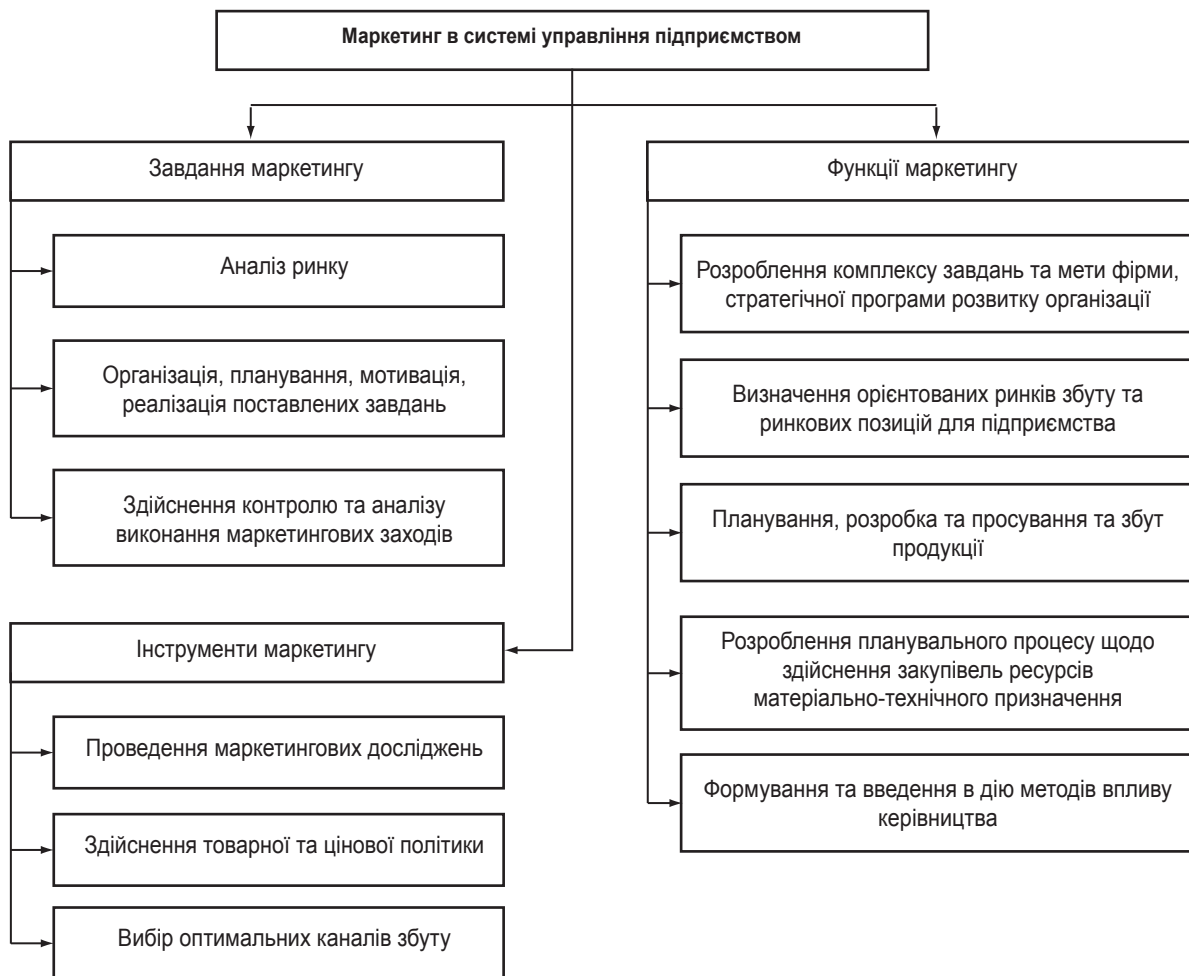 Маркетинг в системі управління підприємством
Завдання маркетингу
Аналіз ринку
Організація, планування, мотивація,
реалізація поставлених завдань
Здійснення контролю та аналізу
виконання маркетингових заходів
Інструменти маркетингу
Проведення маркетингових досліджень
Здійснення товарної та цінової політики
Вибір оптимальних каналів збуту
Функції маркетингу
Розроблення комплексу завдань та мети фірми,
стратегічної програми розвитку організації
Визначення орієнтованих ринків збуту та
ринкових позицій для підприємства
Планування, розробка та просування та збут
продукції
Розроблення планувального процесу щодо
здійснення закупівель ресурсів
матеріально-технічного призначення
Формування та введення в дію методів впливу
керівництва